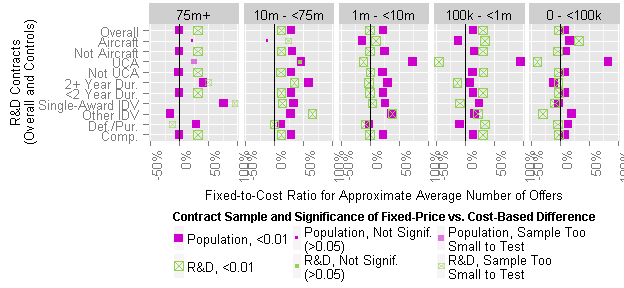 75m+ 10m - <75m 1m - <10m 100k - <1m 0 - <100k
R&D Contracts
(Overall and Controls)
Overall
Aircraft
Not Aircraft
UCA
Not UCA
2+ Year Dur.
<2 Year Dur.
Single-Award IDV
Other IDV
Def./Pur.
Comp.
-50% 0% 50% 100% -50% 0% 50% 100% -50% 0% 50% 100% -50% 0% 50% 100% -50% 0% 50% 100%
Fixed-to-Cost Ratio for Approximate Average Number of Offers
Contract Sample and Significance of Fixed-Price vs. Cost-Based Difference
Population, <0.01
Population, Not Signif.
(>0.05)
Population, Sample Too
Small to Test
R&D, <0.01
R&D, Not Signif.
(>0.05)
R&D, Sample Too
Small to Test